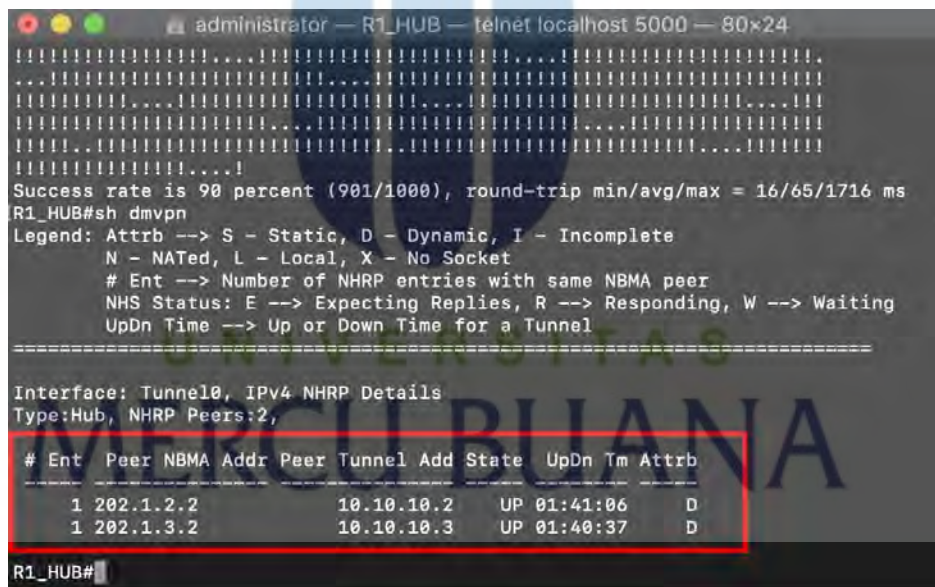 administrator — R1_HUB — telnet localhost 5000 — 80×24
!!!!!!!!!!!!!!!!!....!!!!!!!!!!!!!!!!!!!!!!....!!!!!!!!!!!!!!!!!!!!!!.
...!!!!!!!!!!!!!!!!!!!!!!!!....!!!!!!!!!!!!!!!!!!!!!!!!!!!!!!!!!!!!!!!
!!!!!!!!!!....!!!!!!!!!!!!!!!!!!!!!!....!!!!!!!!!!!!!!!!!!!!!!!!!....!!!
!!!!!!!!!!!!!!!!!!!!!!....!!!!!!!!!!!!!!!!!!!!!!!!....!!!!!!!!!!!!!!!!!!
!!!!!..!!!!!!!!!!!!!!!!!!!!!!!!!!..!!!!!!!!!!!!!!!!!!!!!!!!!!....!!!!!!!
!!!!!!!!!!!!!!!....!
Success rate is 90 percent (901/1000), round-trip min/avg/max = 16/65/1716 ms
R1_HUB#sh dmvpn
Legend: Attrb --> S - Static, D - Dynamic, I - Incomplete
N - NATed, L - Local, X - No Socket
# Ent --> Number of NHRP entries with same NBMA peer
NHS Status: E --> Expecting Replies, R --> Responding, W --> Waiting
UpDn Time --> Up or Down Time for a Tunnel
==========================================================================
UNIVERSITAS
Interface: Tunnel0, IPv4 NHRP Details
Type:Hub, NHRP Peers:2,
MERCU BUANA
# Ent  Peer NBMA Addr Peer Tunnel Add State  UpDn Tm Attrb
----- --------------- --------------- ----- -------- -----
1 202.1.2.2 10.10.10.2 UP 01:41:06 D
1 202.1.3.2 10.10.10.3 UP 01:40:37 D
R1_HUB#